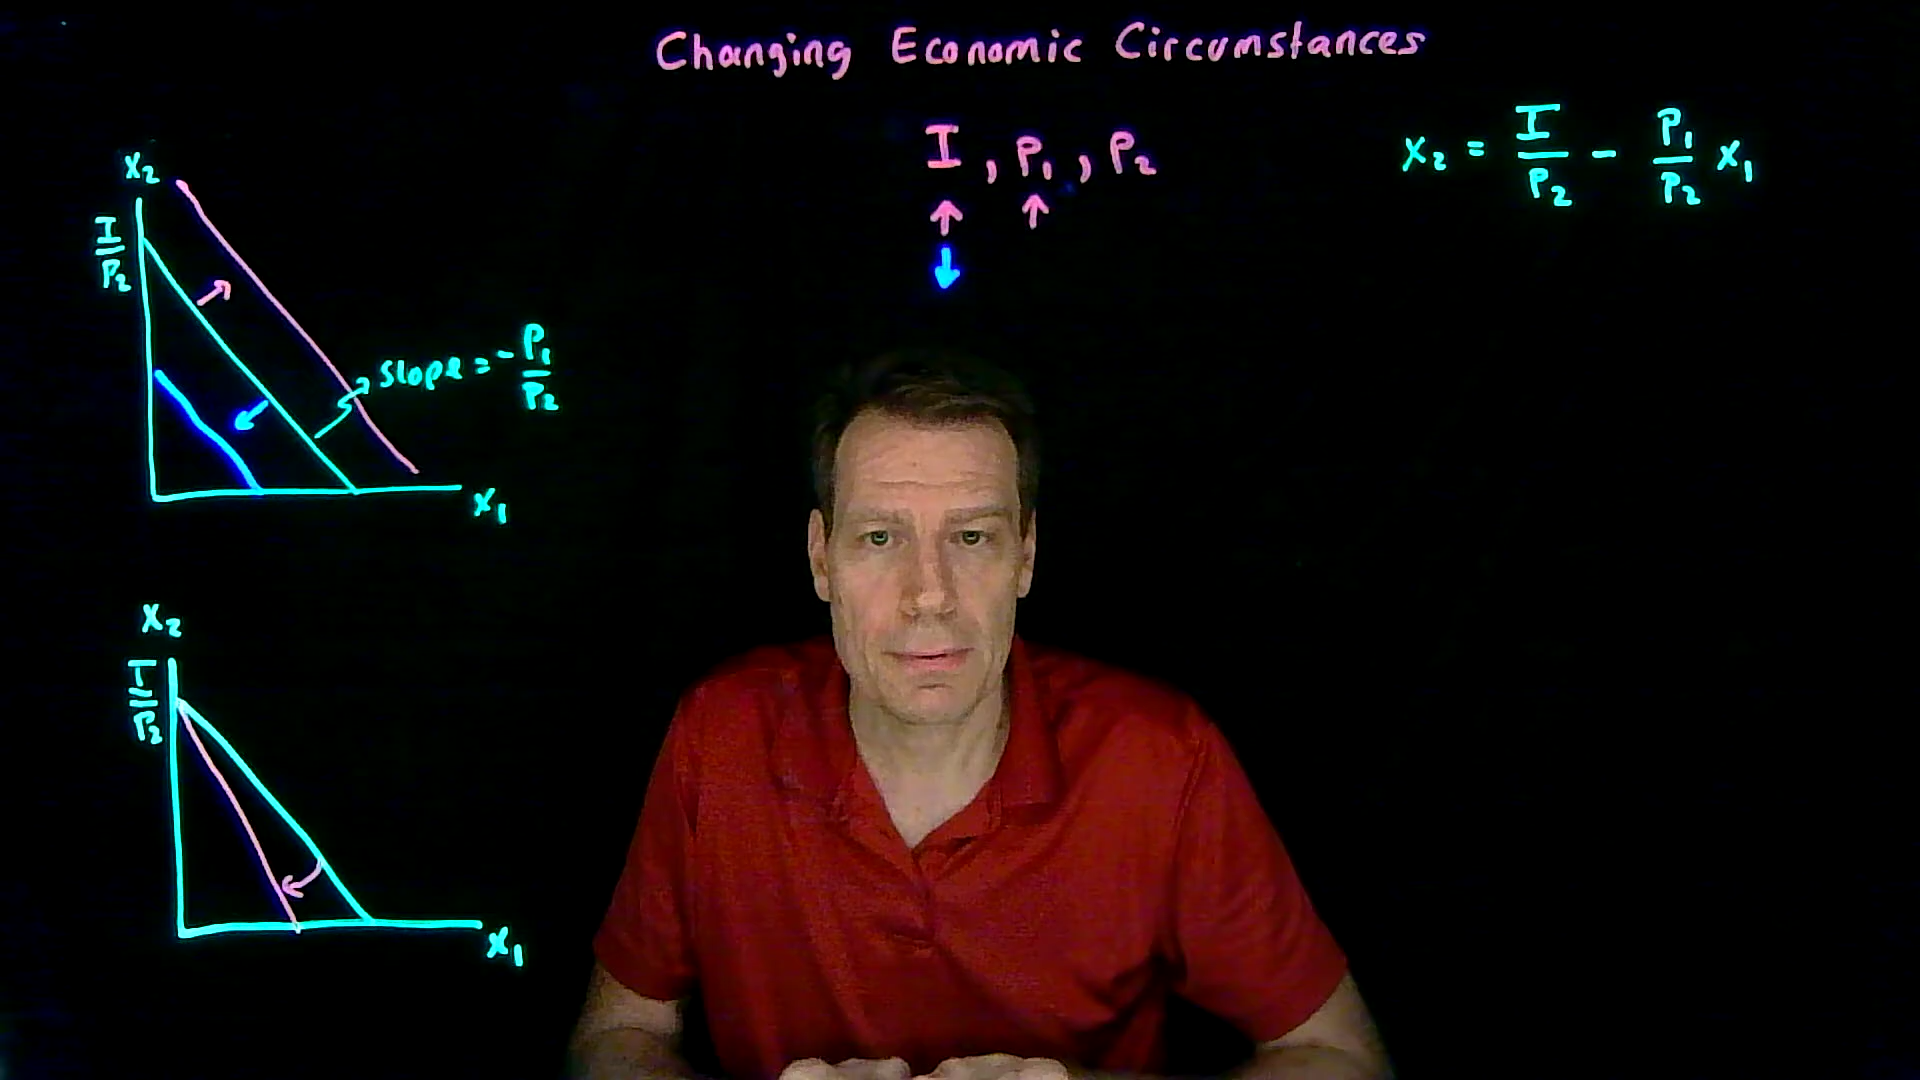 Changing Economic Circumstances
I, P₁, P₂
↑ ↑
↓
x₂ = I/P₂ - P₁/P₂ x₁
x₂
I/P₂
slope = - P₁/P₂
x₁
x₂
I/P₂
x₁